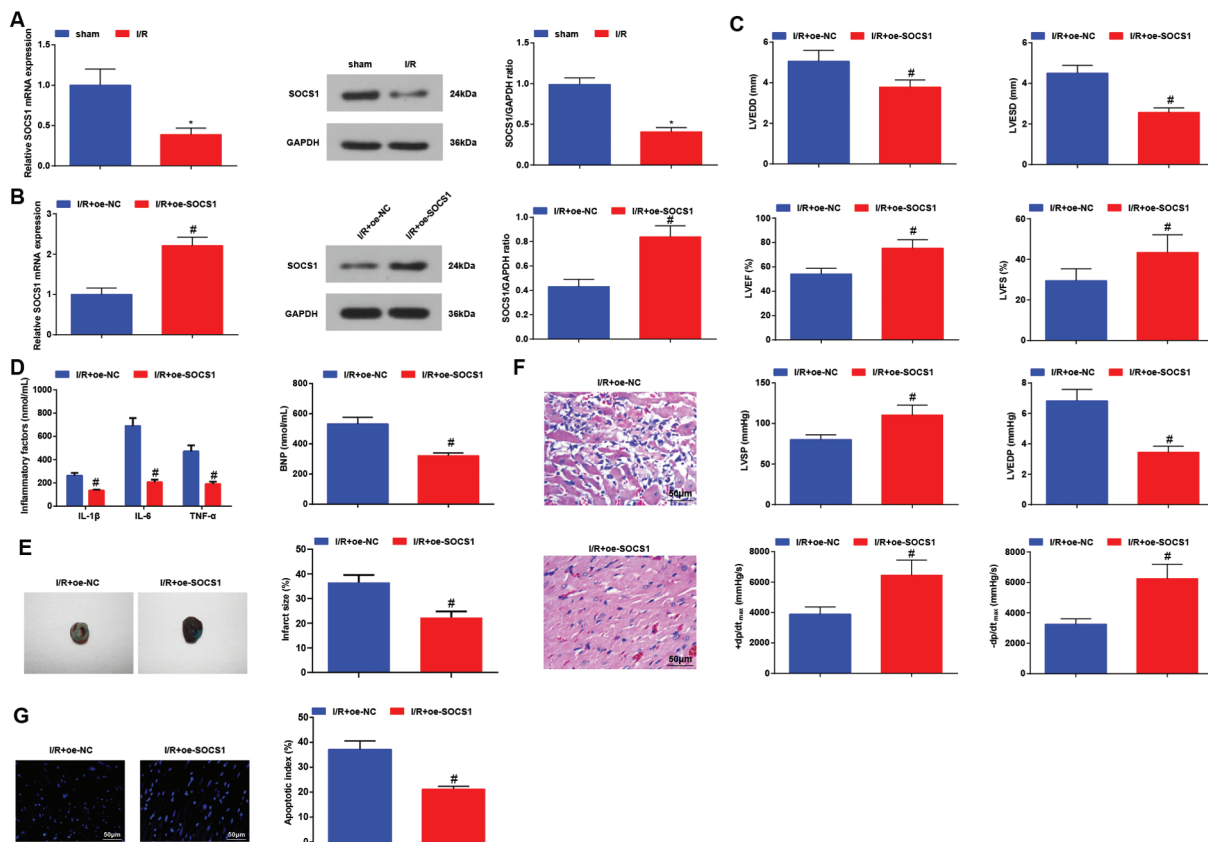 A
sham I/R
Relative SOCS1 mRNA expression
1.5
1.0
0.5
0.0
*
sham I/R
SOCS1 24kDa
GAPDH 36kDa
sham I/R
SOCS1/GAPDH ratio
1.5
1.0
0.5
0.0
*
B
I/R+oe-NC I/R+oe-SOCS1
Relative SOCS1 mRNA expression
3
2
1
0
#
I/R+oe-NC I/R+oe-SOCS1
SOCS1 24kDa
GAPDH 36kDa
I/R+oe-NC I/R+oe-SOCS1
SOCS1/GAPDH ratio
1.0
0.8
0.6
0.4
0.2
0.0
#
C
I/R+oe-NC I/R+oe-SOCS1
LVEDD (mm)
6
4
2
0
#
I/R+oe-NC I/R+oe-SOCS1
LVESD (mm)
6
4
2
0
#
I/R+oe-NC I/R+oe-SOCS1
LVEF (%)
100
80
60
40
20
0
#
I/R+oe-NC I/R+oe-SOCS1
LVFS (%)
60
40
20
0
#
I/R+oe-NC I/R+oe-SOCS1
LVSP (mmHg)
150
100
50
0
#
I/R+oe-NC I/R+oe-SOCS1
LVEDP (mmHg)
8
6
4
2
0
#
I/R+oe-NC I/R+oe-SOCS1
+dp/dtmax (mmHg/s)
8000
6000
4000
2000
0
#
I/R+oe-NC I/R+oe-SOCS1
-dp/dtmax (mmHg/s)
8000
6000
4000
2000
0
#
D
I/R+oe-NC I/R+oe-SOCS1
Inflammatory factors (nmol/mL)
1000
800
600
400
200
0
# # #
IL-1β IL-6 TNF-α
I/R+oe-NC I/R+oe-SOCS1
BNP (nmol/mL)
800
600
400
200
0
#
E
I/R+oe-NC I/R+oe-SOCS1
I/R+oe-NC I/R+oe-SOCS1
Infarct size (%)
50
40
30
20
10
0
#
F
I/R+oe-NC
50μm
I/R+oe-SOCS1
50μm
G
I/R+oe-NC I/R+oe-SOCS1
50μm 50μm
I/R+oe-NC I/R+oe-SOCS1
Apoptotic index (%)
50
40
30
20
10
0
#